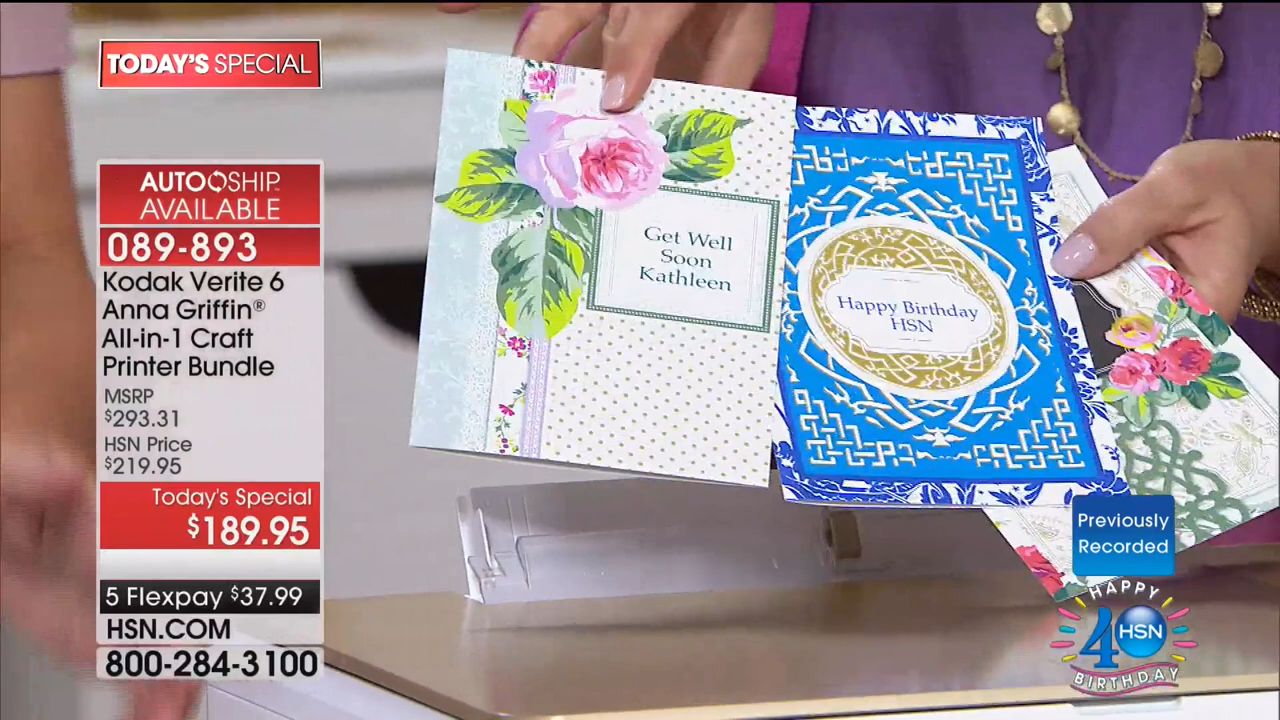 TODAY'S SPECIAL
AUTO SHIP
AVAILABLE
089-893
Kodak Verite 6
Anna Griffin®
All-in-1 Craft
Printer Bundle
MSRP
$293.31
HSN Price
$219.95
Today's Special
$189.95
5 Flexpay $37.99
HSN.COM
800-284-3100
Get Well
Soon
Kathleen
Happy Birthday
HSN
Previously
Recorded
HAPPY
40 HSN
BIRTHDAY